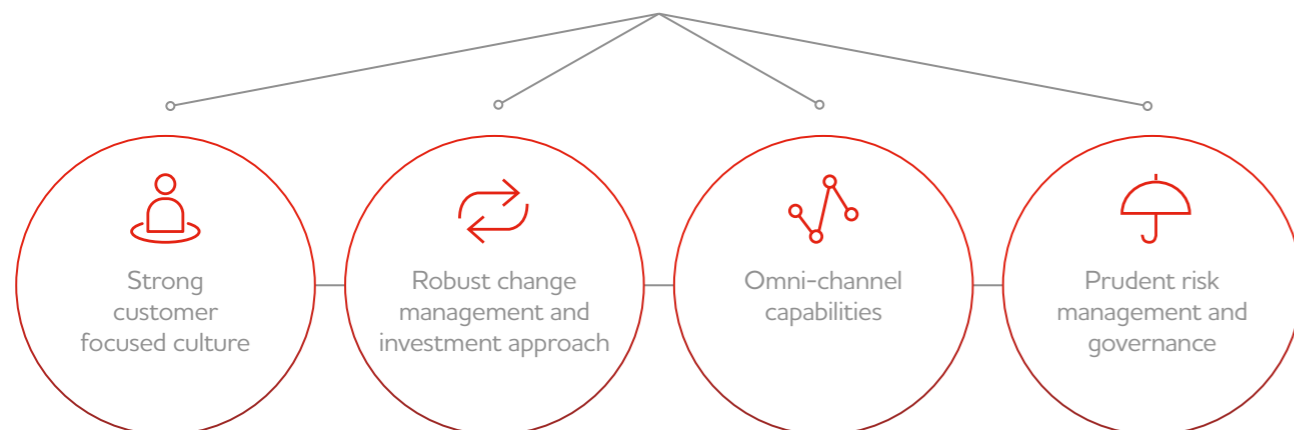 Strong
customer
focused culture
Robust change
management and
investment approach
Omni-channel
capabilities
Prudent risk
management and
governance